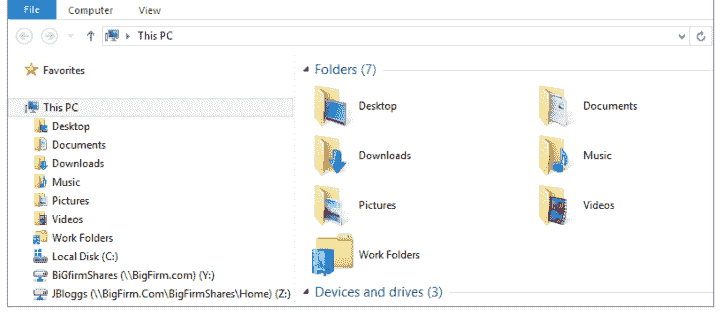 File Computer View
This PC
Favorites
This PC
Desktop
Documents
Downloads
Music
Pictures
Videos
Work Folders
Local Disk (C:)
BiGfirmShares (\\BigFirm.com) (Y:)
JBloggs (\\BigFirm.Com\BigFirmShares\Home) (Z:)
Folders (7)
Desktop Documents
Downloads Music
Pictures Videos
Work Folders
Devices and drives (3)